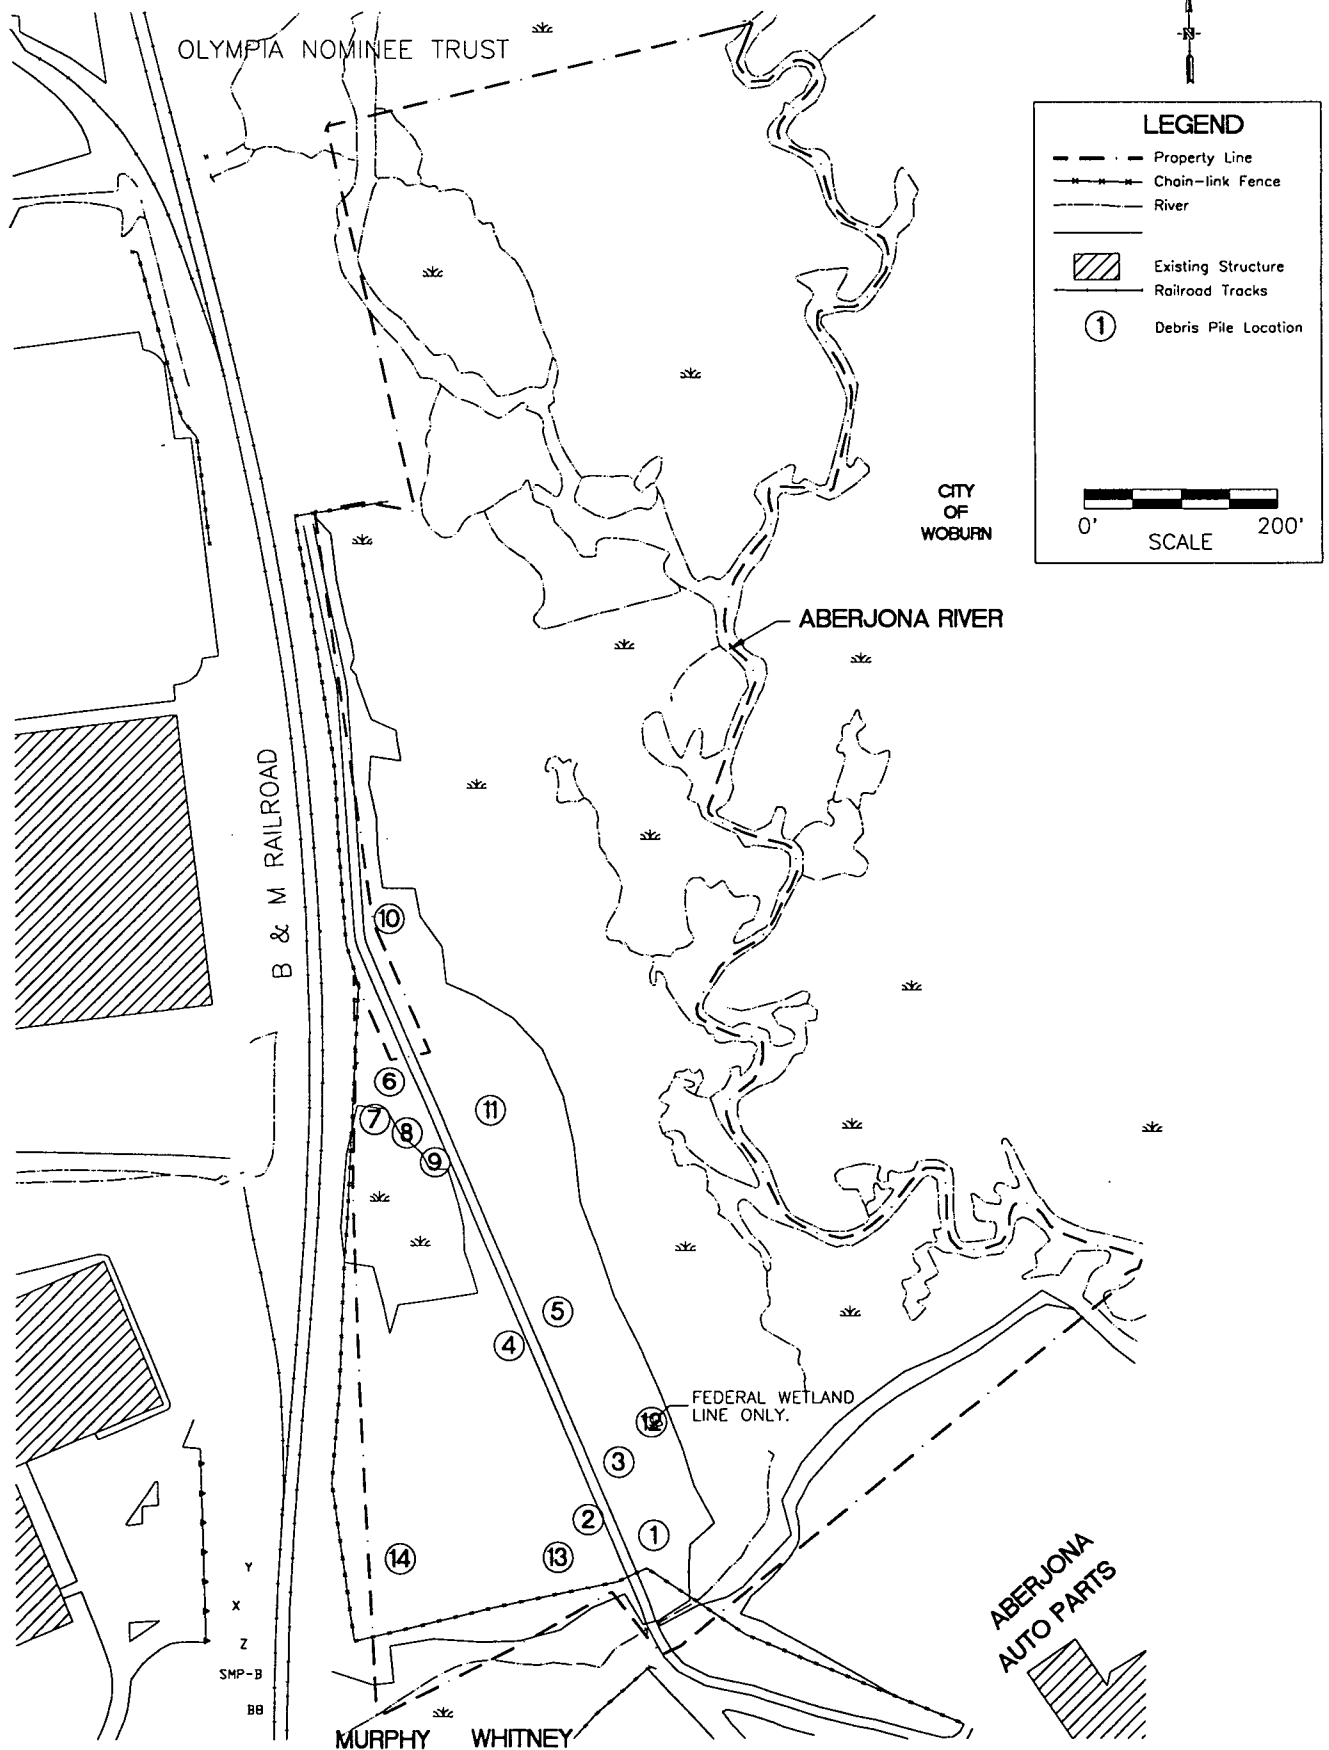 OLYMPIA NOMINEE TRUST
N
LEGEND
Property Line
Chain-link Fence
River
Existing Structure
Railroad Tracks
1 Debris Pile Location
0' 200'
SCALE
CITY
OF
WOBURN
ABERJONA RIVER
B & M RAILROAD
10
6
7
8
9
11
5
4
12
FEDERAL WETLAND
LINE ONLY.
3
2
1
13
14
Y
X
Z
SMP-B
BB
ABERJONA
AUTO PARTS
MURPHY WHITNEY